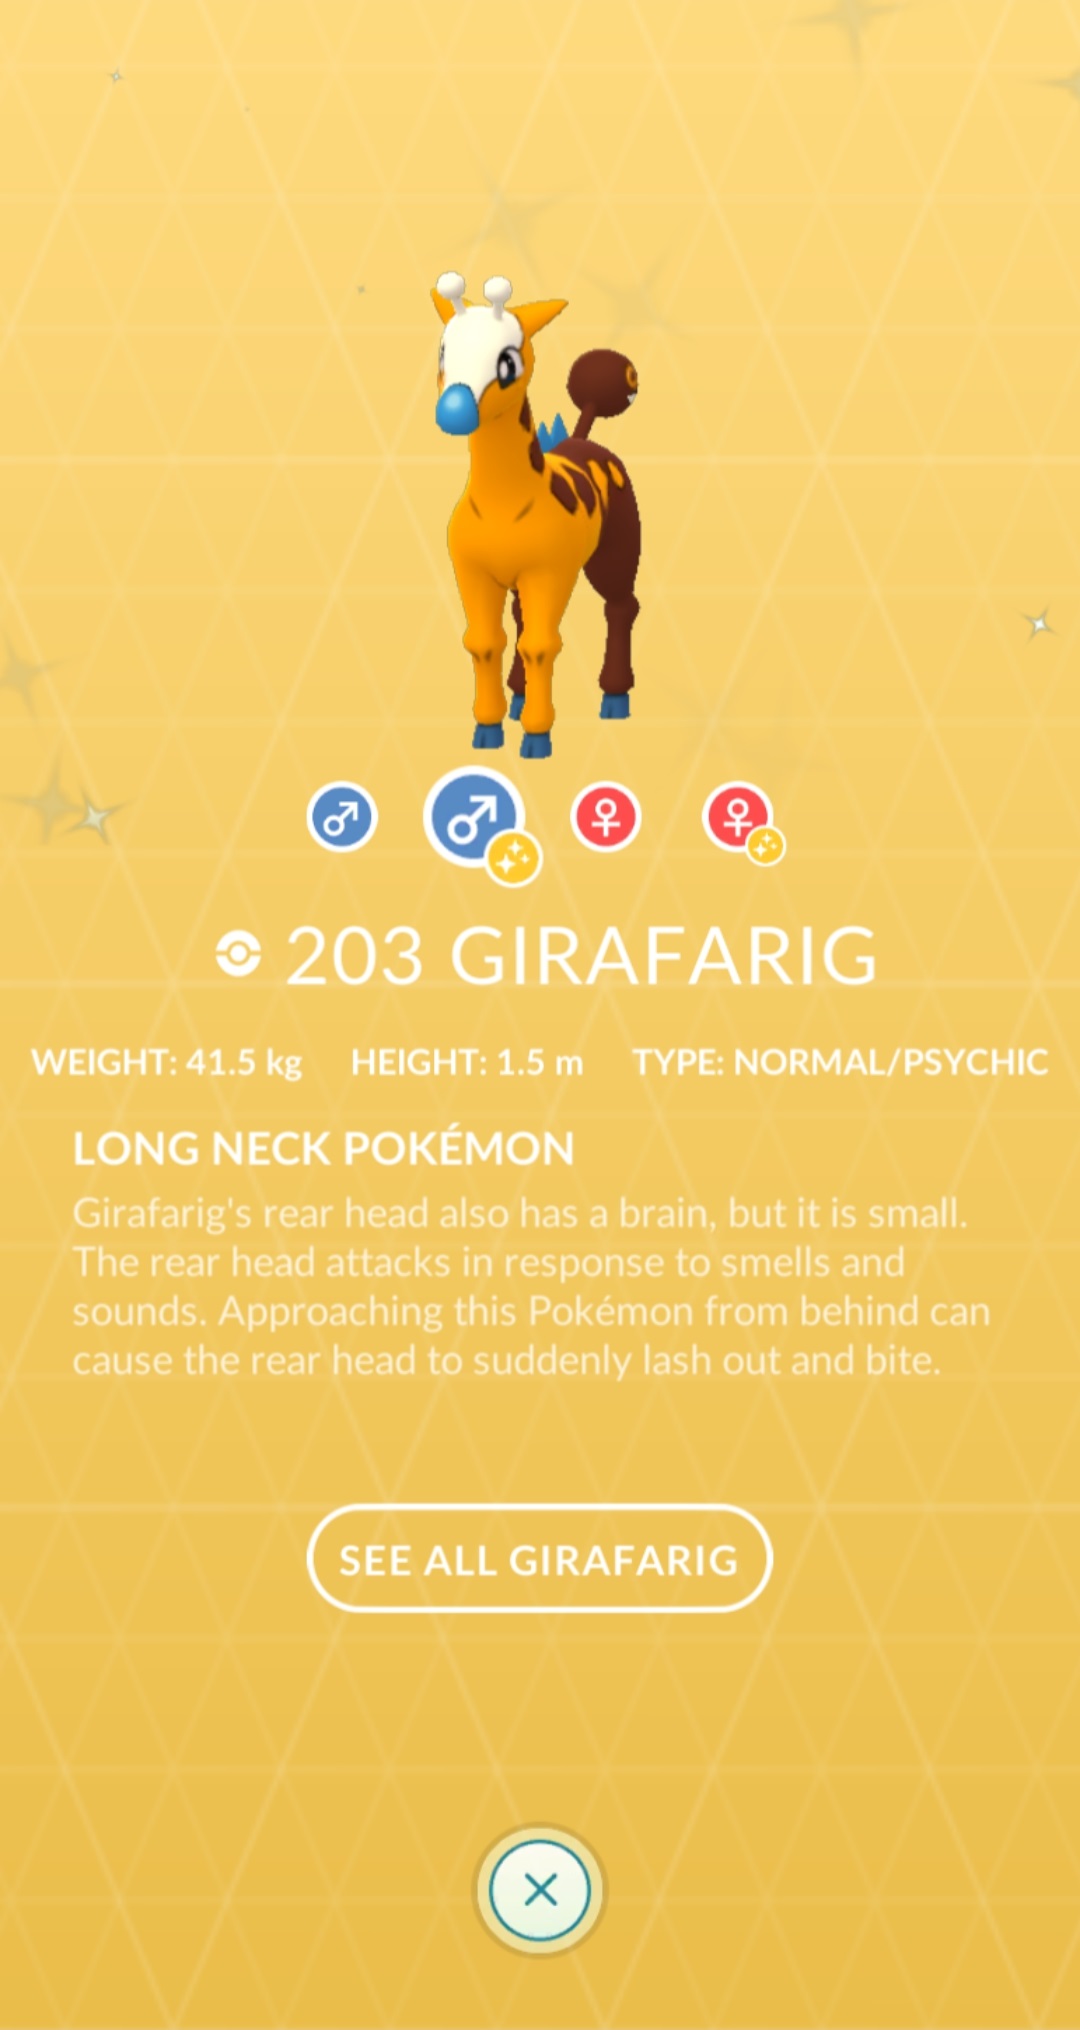 203 GIRAFARIG
WEIGHT: 41.5 kg HEIGHT: 1.5 m TYPE: NORMAL/PSYCHIC
LONG NECK POKÉMON
Girafarig's rear head also has a brain, but it is small.
The rear head attacks in response to smells and
sounds. Approaching this Pokémon from behind can
cause the rear head to suddenly lash out and bite.
SEE ALL GIRAFARIG